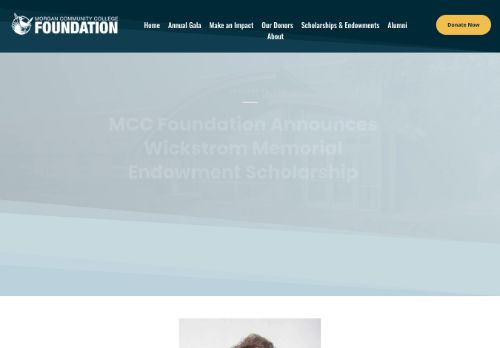 MORGAN COMMUNITY COLLEGE
FOUNDATION
Home Annual Gala Make an Impact Our Donors Scholarships & Endowments Alumni
About
Donate Now
MCC Foundation Announces
Wickstrom Memorial
Endowment Scholarship